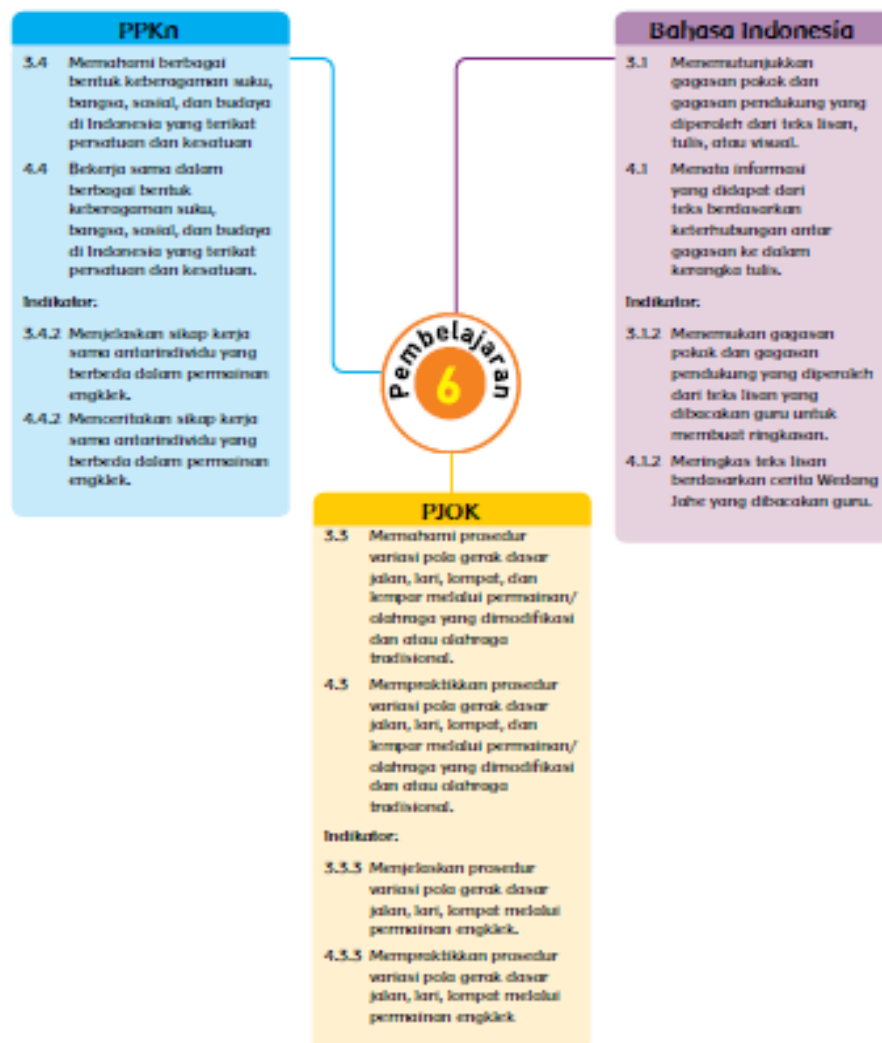 PPKn
3.4 Memahami berbagai
bentuk keberagaman suku,
bangsa, sosial, dan budaya
di Indonesia yang terikat
persatuan dan kesatuan
4.4 Bekerja sama dalam
berbagai bentuk
keberagaman suku,
bangsa, sosial, dan budaya
di Indonesia yang terikat
persatuan dan kesatuan.
Indikator:
3.4.2 Menjelaskan sikap kerja
sama antarindividu yang
berbeda dalam permainan
engklek.
4.4.2 Menceritakan sikap kerja
sama antarindividu yang
berbeda dalam permainan
engklek.
Bahasa Indonesia
3.1 Menemutunjukkan
gagasan pokok dan
gagasan pendukung yang
diperoleh dari teks lisan,
tulis, atau visual.
4.1 Menata informasi
yang didapat dari
teks berdasarkan
keterhubungan antar
gagasan ke dalam
kerangka tulis.
Indikator:
3.1.2 Menemukan gagasan
pokok dan gagasan
pendukung yang diperoleh
dari teks lisan yang
dibacakan guru untuk
membuat ringkasan.
4.1.2 Meringkas teks lisan
berdasarkan cerita Wedang
Jahe yang dibacakan guru.
Pembelajaran
6
PJOK
3.3 Memahami prosedur
variasi pola gerak dasar
jalan, lari, lompat, dan
lempar melalui permainan/
olahraga yang dimodifikasi
dan atau olahraga
tradisional.
4.3 Mempraktikkan prosedur
variasi pola gerak dasar
jalan, lari, lompat, dan
lempar melalui permainan/
olahraga yang dimodifikasi
dan atau olahraga
tradisional.
Indikator:
3.3.3 Menjelaskan prosedur
variasi pola gerak dasar
jalan, lari, lompat melalui
permainan engklek.
4.3.3 Mempraktikkan prosedur
variasi pola gerak dasar
jalan, lari, lompat melalui
permainan engklek